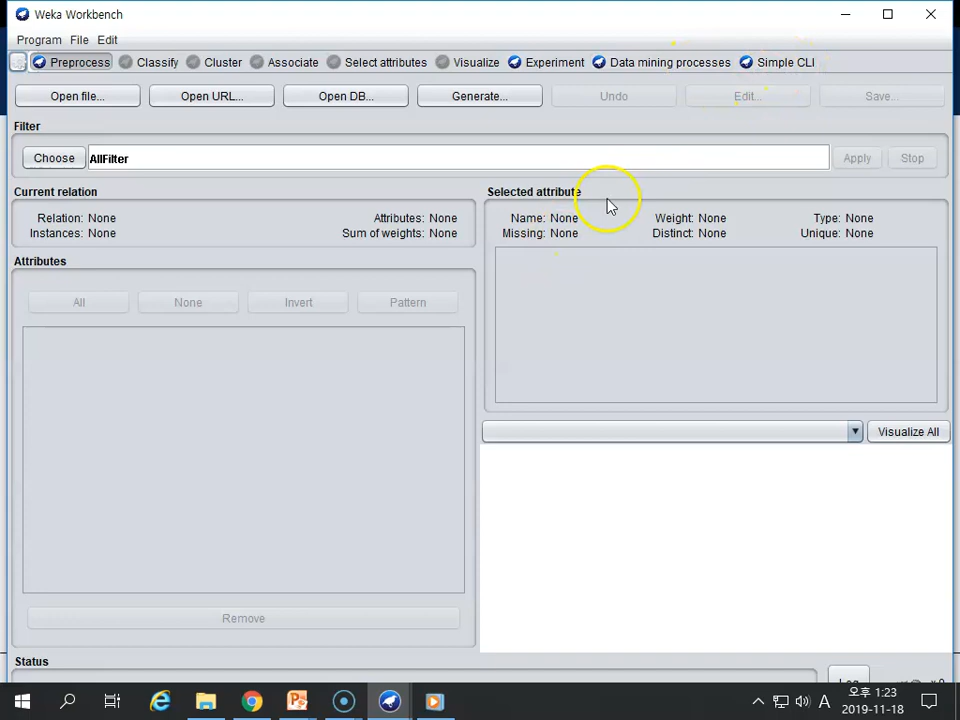 Weka Workbench
Program File Edit
Preprocess Classify Cluster Associate Select attributes Visualize Experiment Data mining processes Simple CLI
Open file... Open URL... Open DB... Generate... Undo Edit... Save...
Filter
Choose AllFilter Apply Stop
Current relation
Relation: None Attributes: None
Instances: None Sum of weights: None
Attributes
All None Invert Pattern
Remove
Selected attribute
Name: None Weight: None Type: None
Missing: None Distinct: None Unique: None
Visualize All
Status
A 오후 1:23
2019-11-18